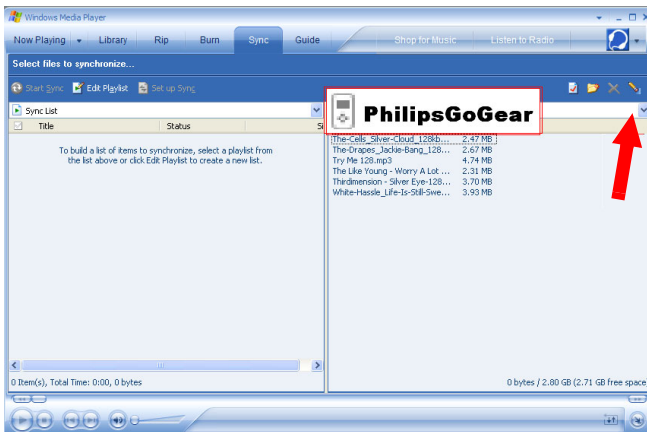 Windows Media Player
Now Playing Library Rip Burn Sync Guide Shop for Music Listen to Radio
Select files to synchronize...
Start Sync Edit Playlist Set up Sync
PhilipsGoGear
Sync List
Title Status Si
To build a list of items to synchronize, select a playlist from
the list above or click Edit Playlist to create a new list.
The-Cells_Silver-Cloud_128kb... 2.47 MB
The-Drapes_Jackie-Bang_128... 2.67 MB
Try Me 128.mp3 4.74 MB
The Like Young - Worry A Lot ... 2.31 MB
Thirdimension - Silver Eye-128... 3.70 MB
White-Hassle_Life-Is-Still-Swe... 3.93 MB
0 Item(s), Total Time: 0:00, 0 bytes
0 bytes / 2.80 GB (2.71 GB free space